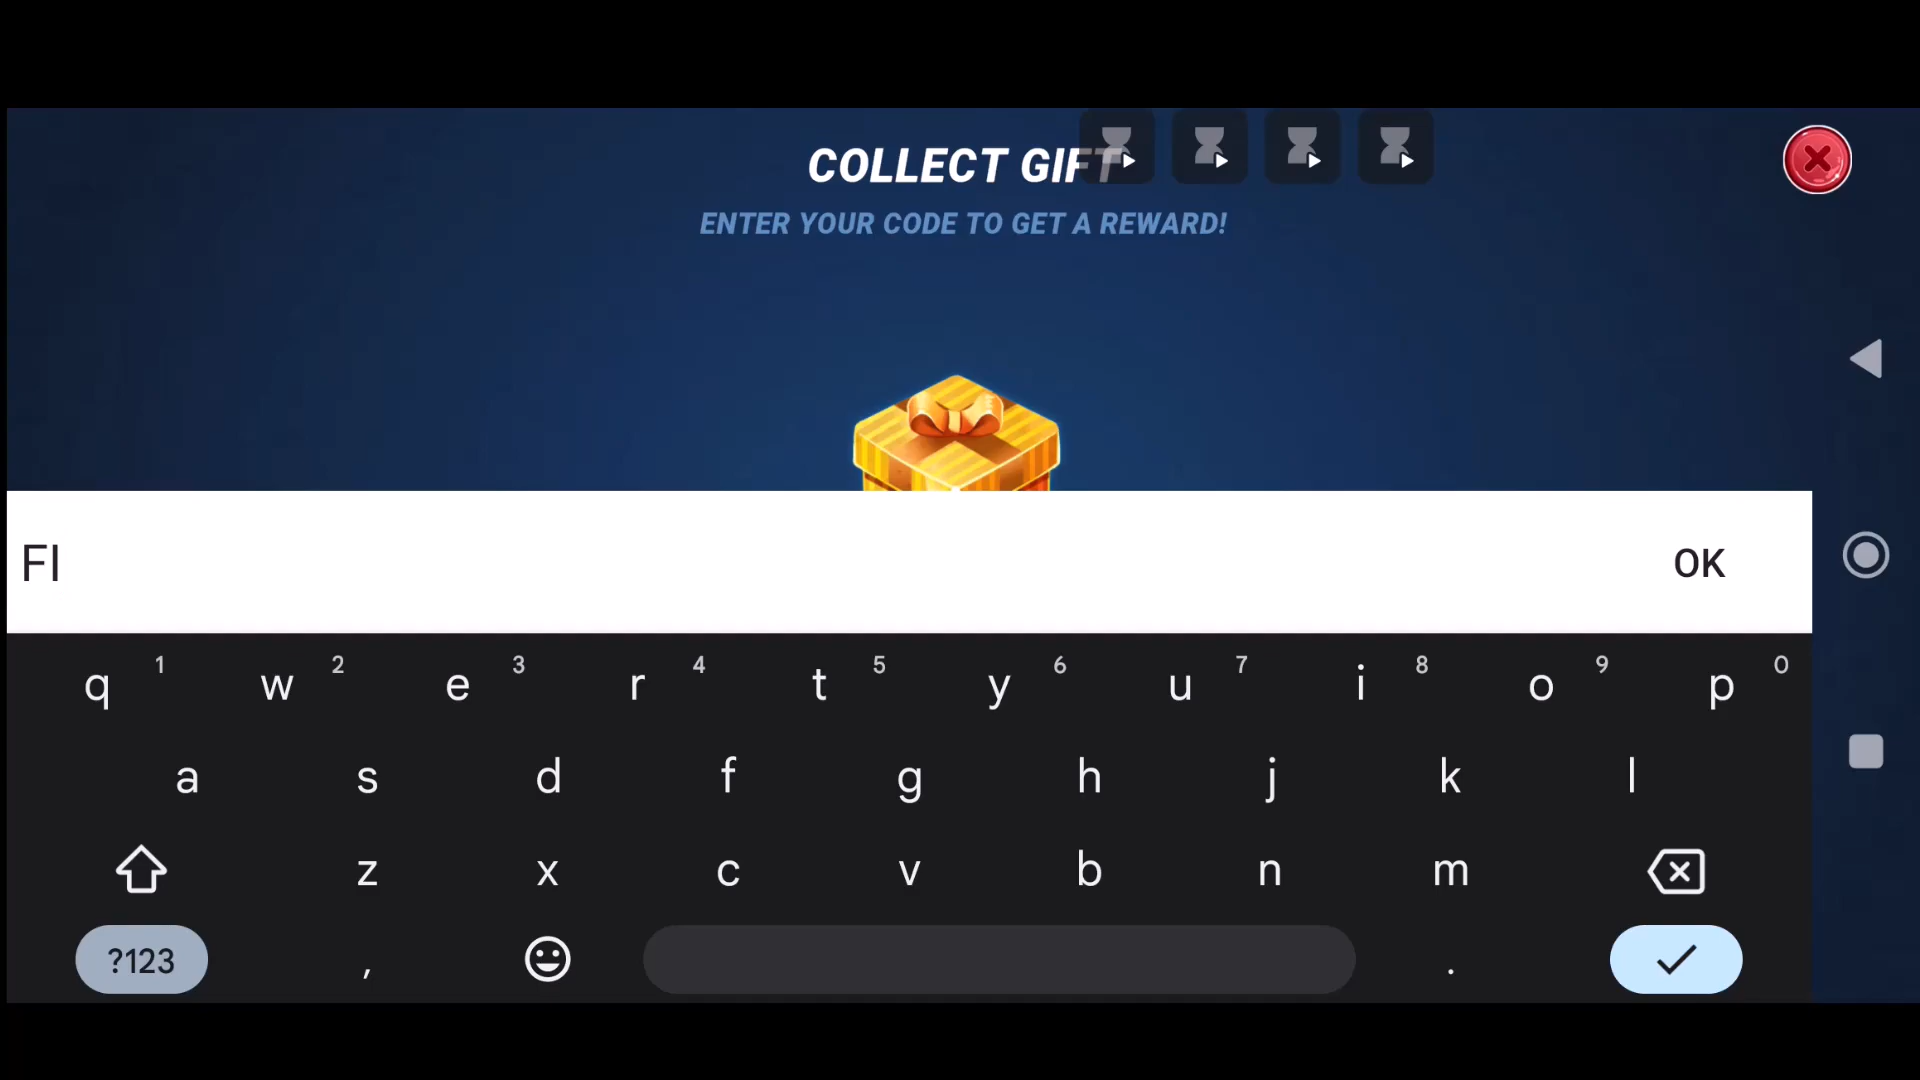 COLLECT GIFT
ENTER YOUR CODE TO GET A REWARD!
Fl
OK
q 1 w 2 e 3 r 4 t 5 y 6 u 7 i 8 o 9 p 0
a s d f g h j k l
z x c v b n m
?123 , .